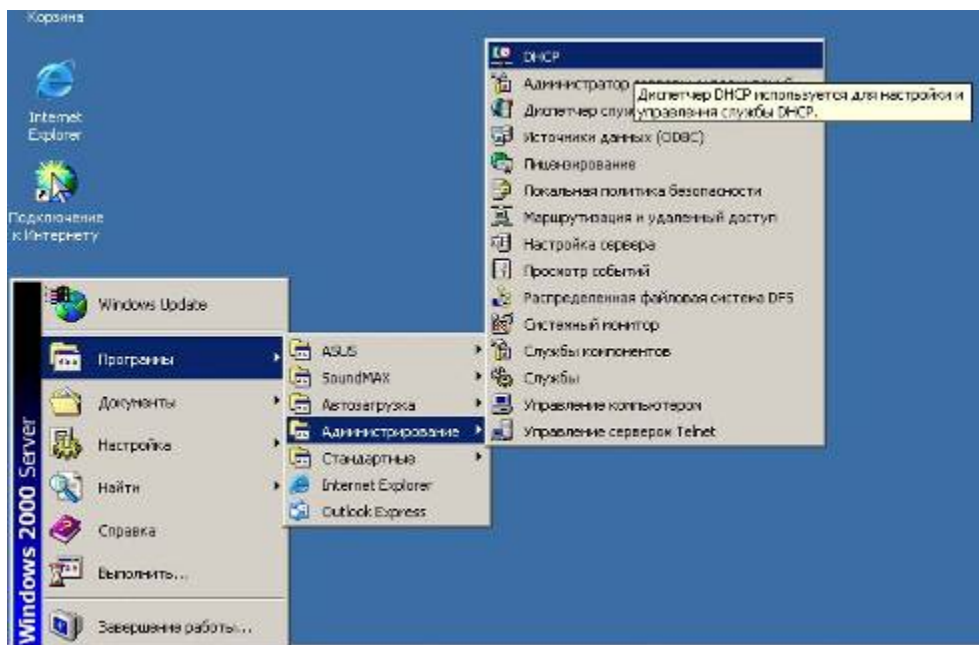 Корзина
Internet
Explorer
Подключение
к Интернету
Windows 2000 Server
Windows Update
Программы
Документы
Настройка
Найти
Справка
Выполнить...
Завершение работы...
ASUS
SoundMAX
Автозагрузка
Администрирование
Стандартные
Internet Explorer
Outlook Express
DHCP
Администратор
Диспетчер
Источники данных (ODBC)
Лицензирование
Локальная политика безопасности
Маршрутизация и удаленный доступ
Настройка сервера
Просмотр событий
Распределенная файловая система DFS
Системный монитор
Службы компонентов
Службы
Управление компьютером
Управление сервером Telnet
Диспетчер DHCP используется для настройки и
управления службы DHCP.